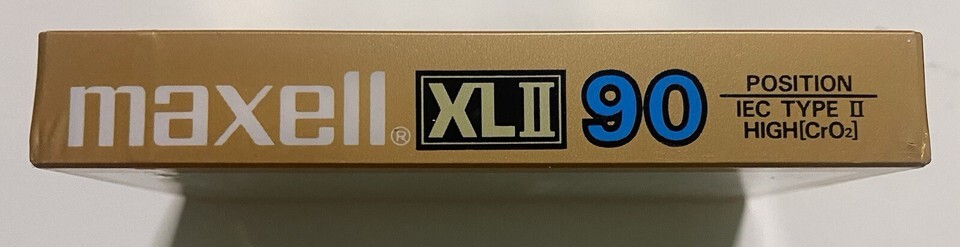 maxell® XLII 90
POSITION
IEC TYPE II
HIGH[CrO₂]